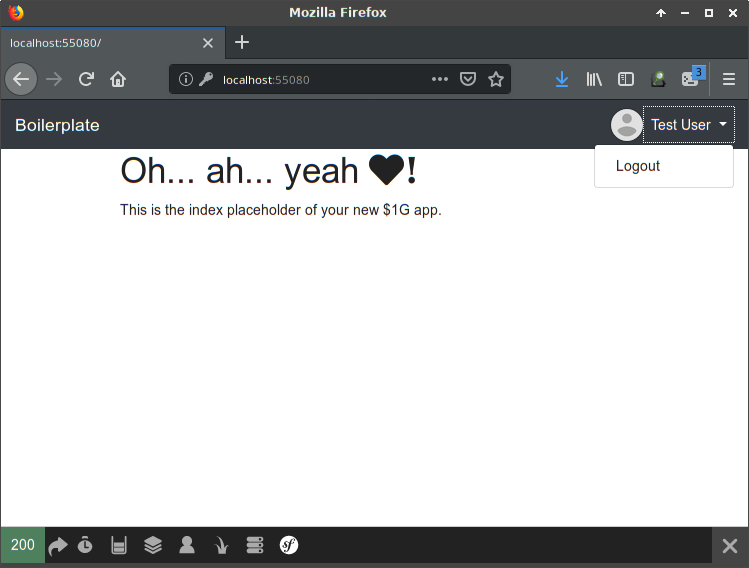 Mozilla Firefox
localhost:55080/
localhost:55080
3
Boilerplate
Test User
Logout
Oh... ah... yeah ♥!
This is the index placeholder of your new $1G app.
200
sf